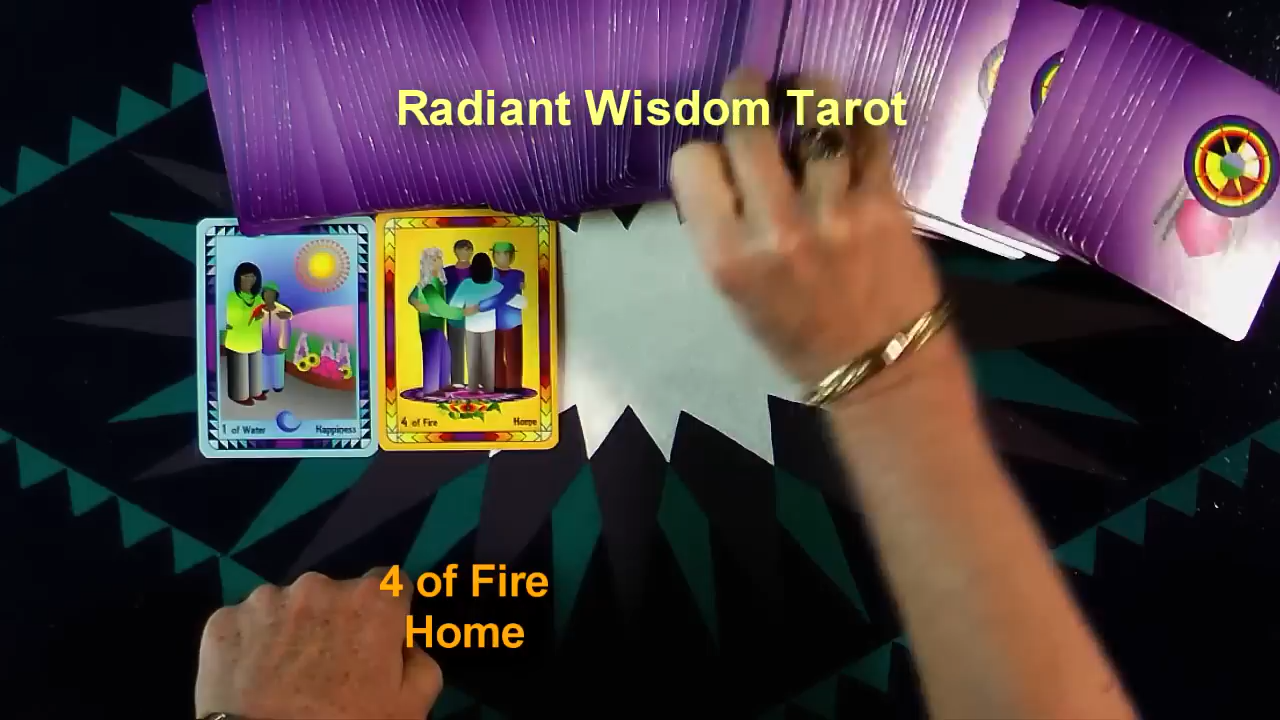 Radiant Wisdom Tarot
1 of Water Happiness
4 of Fire Home
4 of Fire
Home